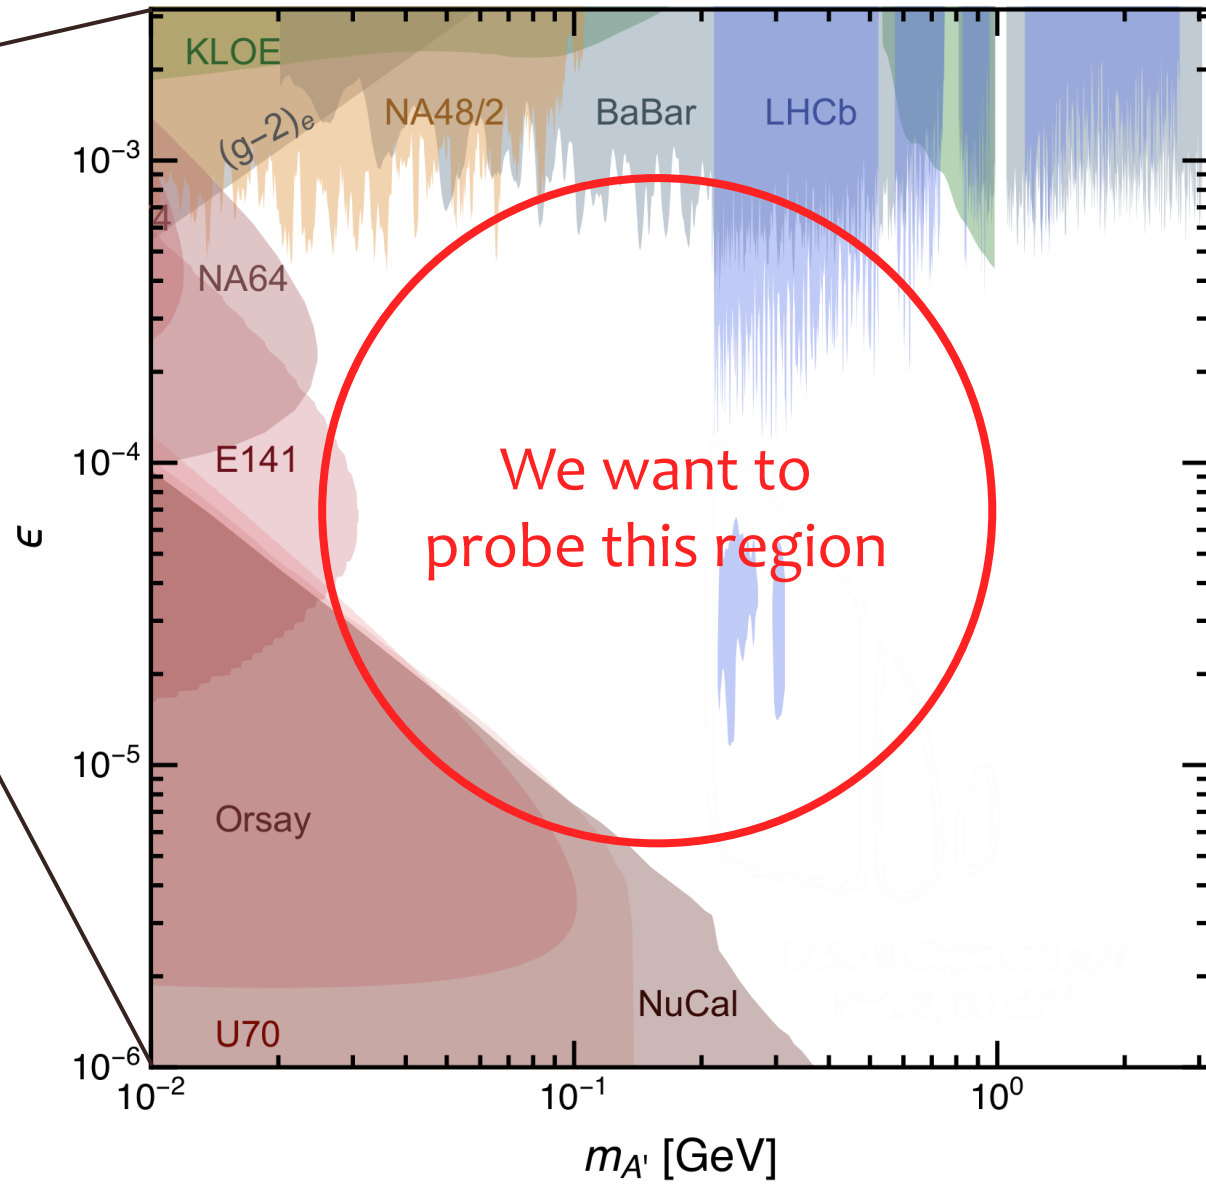 KLOE
(g−2)e
NA48/2
BaBar
LHCb
10−3
4
NA64
10−4
E141
We want to
probe this region
ϵ
10−5
Orsay
NuCal
U70
10−6
10−2
10−1
100
mA' [GeV]